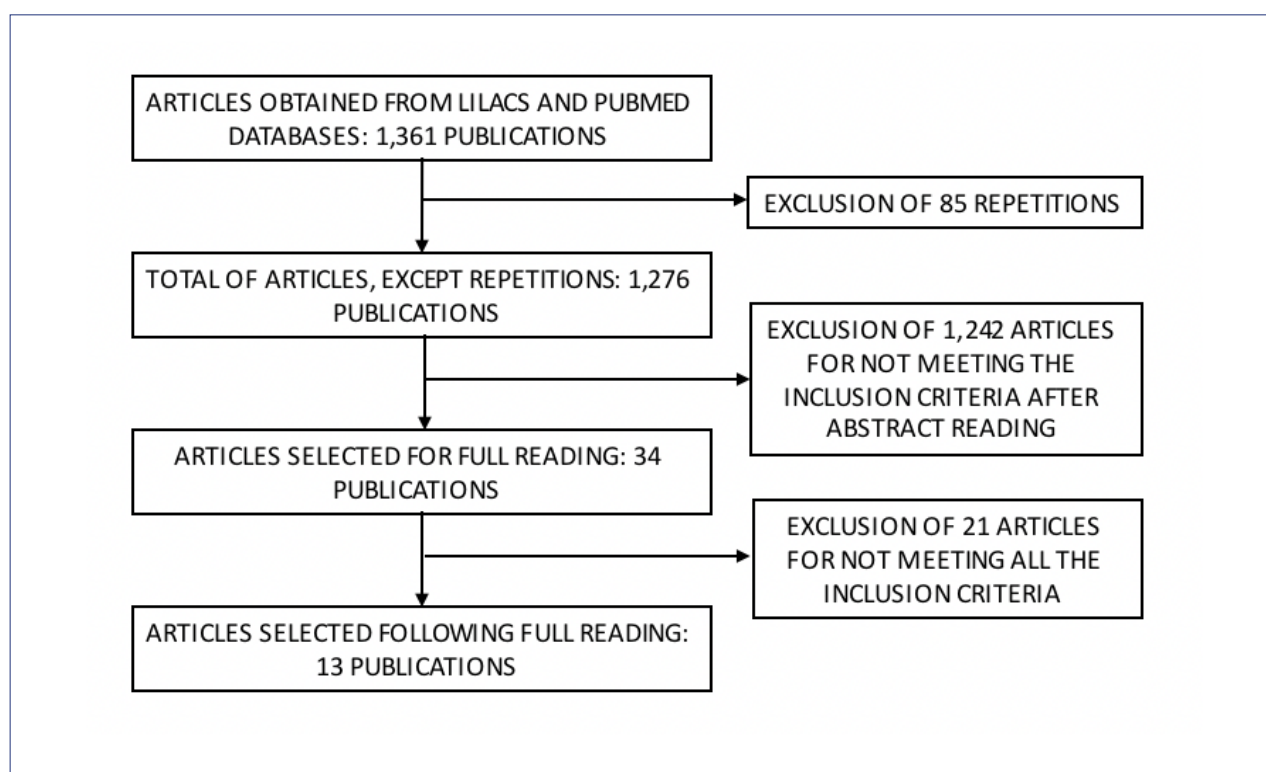 ARTICLES OBTAINED FROM LILACS AND PUBMED
DATABASES: 1,361 PUBLICATIONS
EXCLUSION OF 85 REPETITIONS
TOTAL OF ARTICLES, EXCEPT REPETITIONS: 1,276
PUBLICATIONS
EXCLUSION OF 1,242 ARTICLES
FOR NOT MEETING THE
INCLUSION CRITERIA AFTER
ABSTRACT READING
ARTICLES SELECTED FOR FULL READING: 34
PUBLICATIONS
EXCLUSION OF 21 ARTICLES
FOR NOT MEETING ALL THE
INCLUSION CRITERIA
ARTICLES SELECTED FOLLOWING FULL READING:
13 PUBLICATIONS